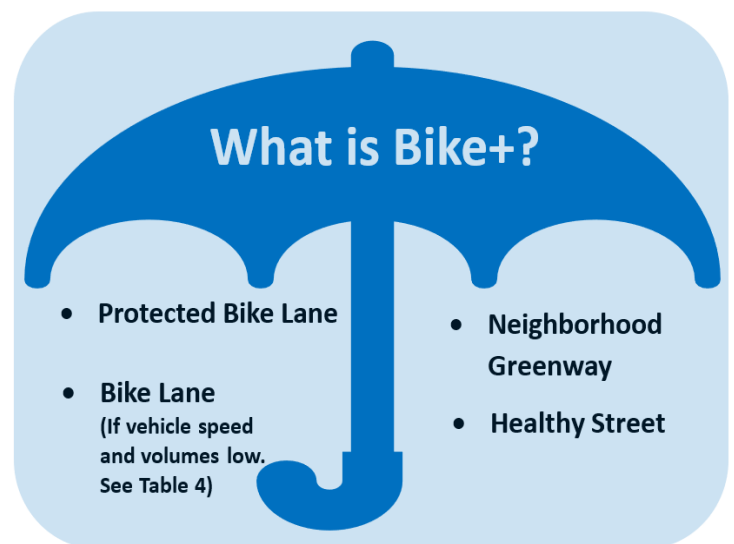 What is Bike+?
• Protected Bike Lane
• Bike Lane
(If vehicle speed
and volumes low.
See Table 4)
• Neighborhood
Greenway
• Healthy Street